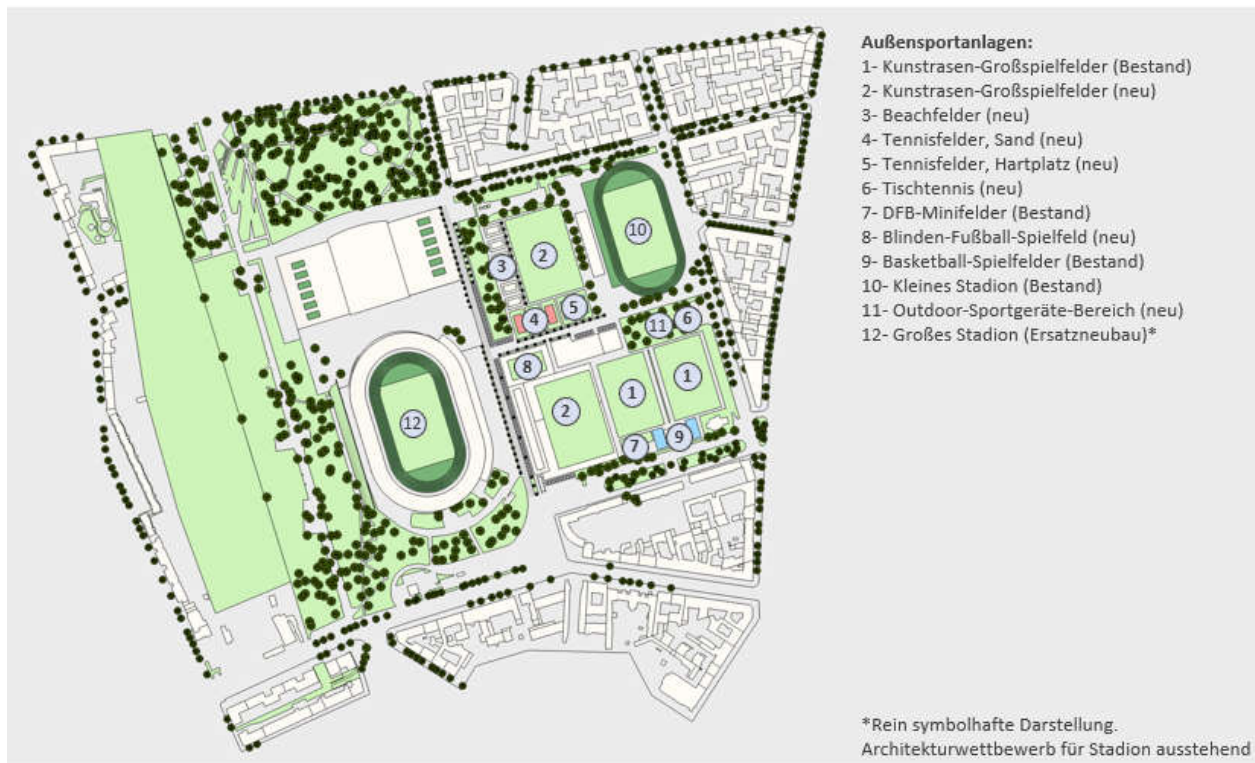 Außensportanlagen:
1- Kunstrasen-Großspielfelder (Bestand)
2- Kunstrasen-Großspielfelder (neu)
3- Beachfelder (neu)
4- Tennisfelder, Sand (neu)
5- Tennisfelder, Hartplatz (neu)
6- Tischtennis (neu)
7- DFB-Minifelder (Bestand)
8- Blinden-Fußball-Spielfeld (neu)
9- Basketball-Spielfelder (Bestand)
10- Kleines Stadion (Bestand)
11- Outdoor-Sportgeräte-Bereich (neu)
12- Großes Stadion (Ersatzneubau)*
10
2
3
5
4
6
11
8
1
1
2
12
9
7
*Rein symbolhafte Darstellung.
Architekturwettbewerb für Stadion ausstehend